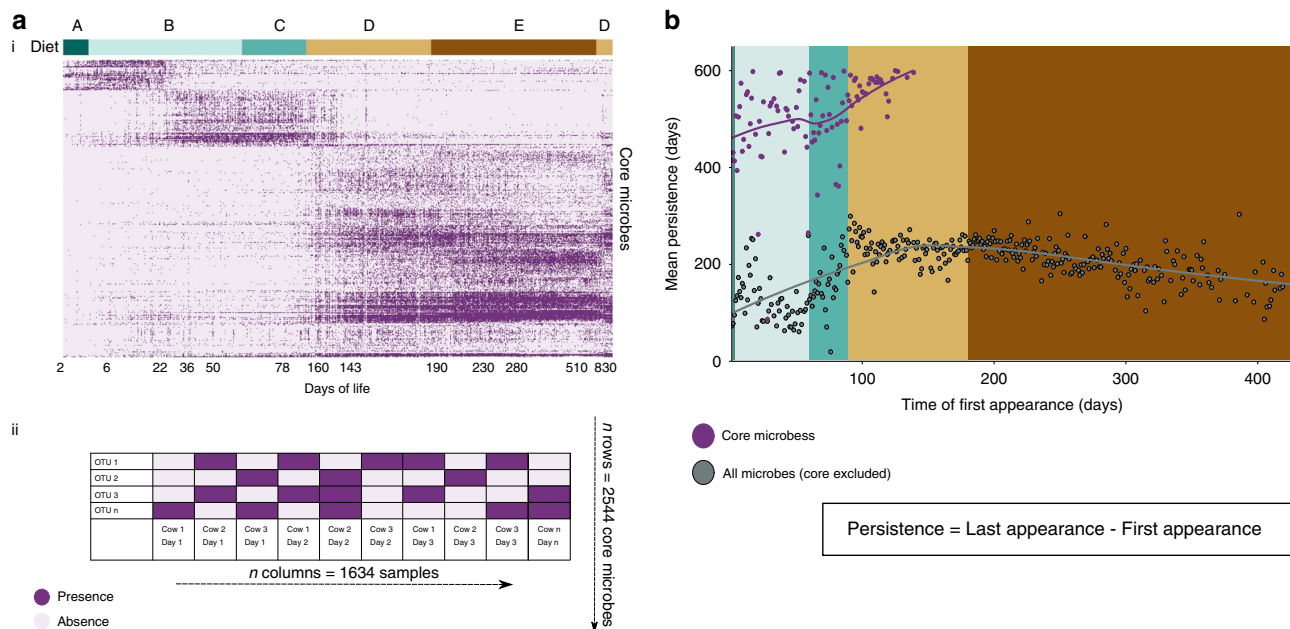 a
A B C D E D
i Diet
Core microbes
2 6 22 36 50 78 160 143 190 230 280 510 830
Days of life
ii
OTU 1
OTU 2
OTU 3
OTU n
Cow 1 Cow 2 Cow 3 Cow 1 Cow 2 Cow 3 Cow 1 Cow 2 Cow 3 Cow n
Day 1 Day 1 Day 1 Day 2 Day 2 Day 2 Day 3 Day 3 Day 3 Day n
n columns = 1634 samples
n rows = 2544 core microbes
Presence
Absence
b
Mean persistence (days)
600
400
200
0
100 200 300 400
Time of first appearance (days)
Core microbess
All microbes (core excluded)
Persistence = Last appearance - First appearance